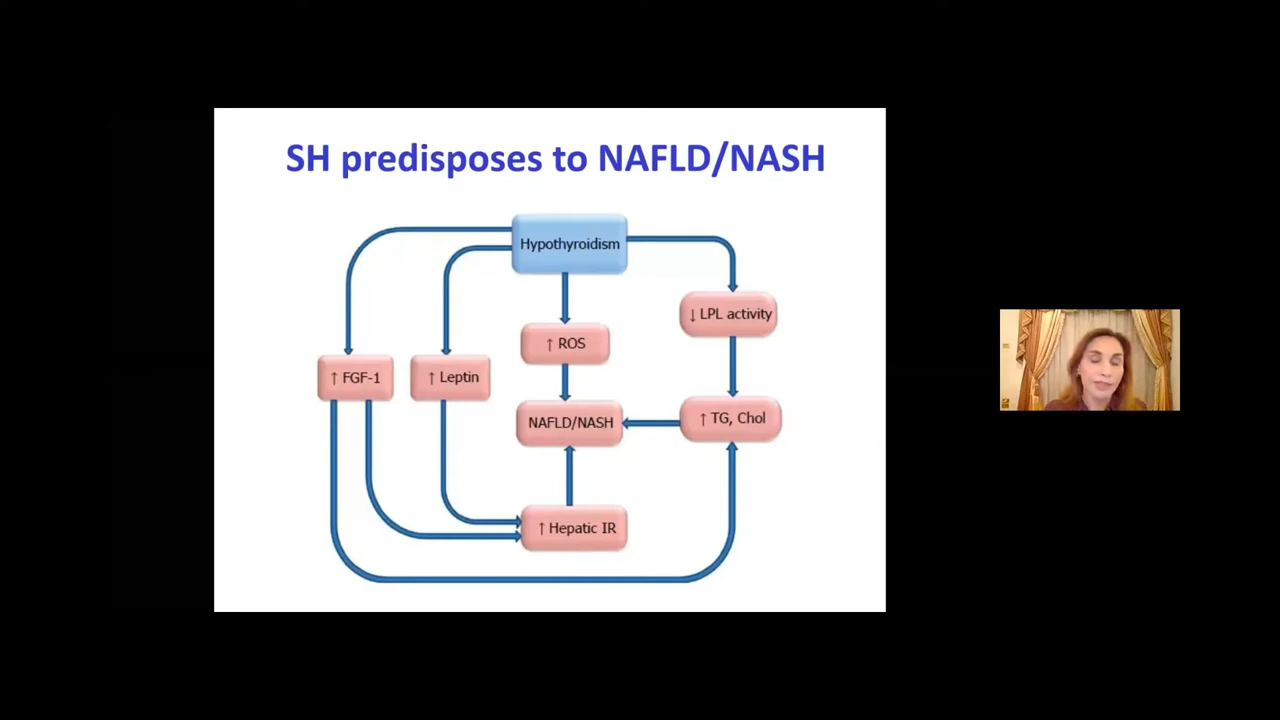 SH predisposes to NAFLD/NASH
Hypothyroidism
↓ LPL activity
↑ ROS
↑ FGF-1
↑ Leptin
NAFLD/NASH
↑ TG, Chol
↑ Hepatic IR